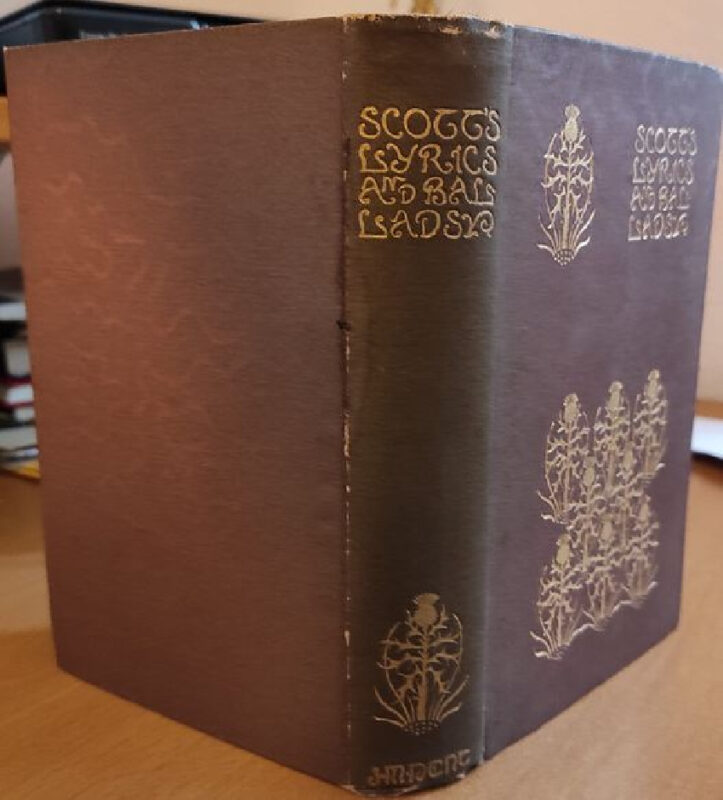 SCOTT'S
LYRICS
AND BAL
LADS
J·M·DENT
SCOTT'S
LYRICS
AND BAL
LADS